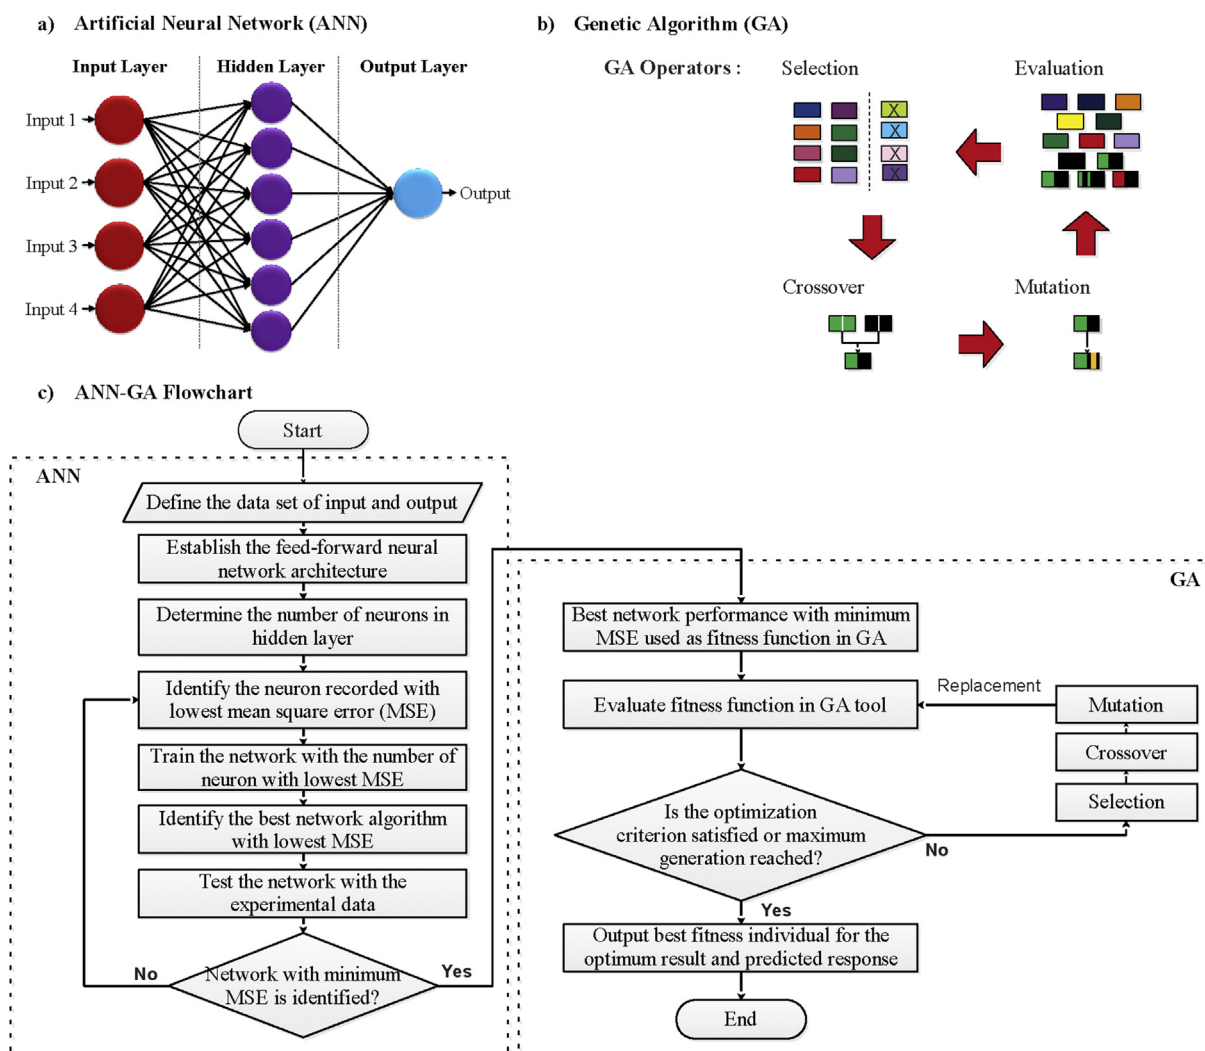 a) Artificial Neural Network (ANN)
Input Layer
Hidden Layer
Output Layer
Input 1
Input 2
Input 3
Input 4
Output
b) Genetic Algorithm (GA)
GA Operators :
Selection
Evaluation
X
X
X
X
Crossover
Mutation
c) ANN-GA Flowchart
Start
ANN
Define the data set of input and output
Establish the feed-forward neural
network architecture
Determine the number of neurons in
hidden layer
Identify the neuron recorded with
lowest mean square error (MSE)
Train the network with the number of
neuron with lowest MSE
Identify the best network algorithm
with lowest MSE
Test the network with the
experimental data
Network with minimum
MSE is identified?
No
Yes
GA
Best network performance with minimum
MSE used as fitness function in GA
Evaluate fitness function in GA tool
Replacement
Mutation
Crossover
Selection
Is the optimization
criterion satisfied or maximum
generation reached?
No
Yes
Output best fitness individual for the
optimum result and predicted response
End